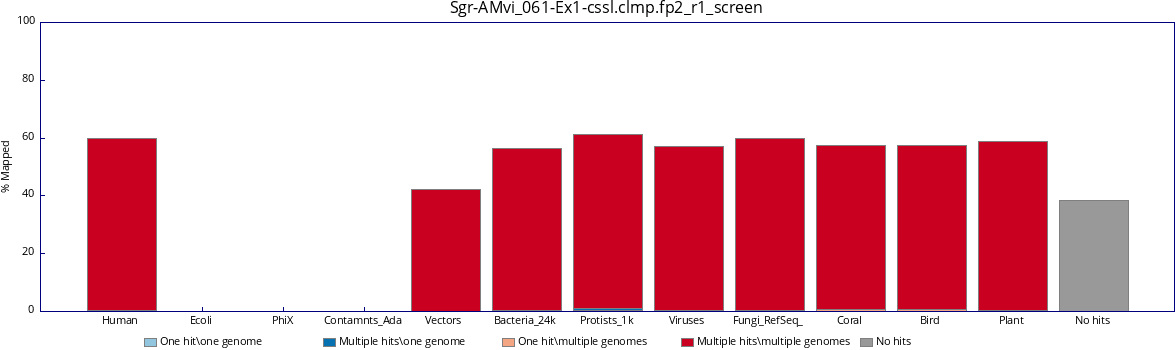 Sgr-AMvi_061-Ex1-cssl.clmp.fp2_r1_screen
100
80
60
40
20
0
% Mapped
Human Ecoli PhiX Contamnts_Ada Vectors Bacteria_24k Protists_1k Viruses Fungi_RefSeq_ Coral Bird Plant No hits
One hit\one genome Multiple hits\one genome One hit\multiple genomes Multiple hits\multiple genomes No hits